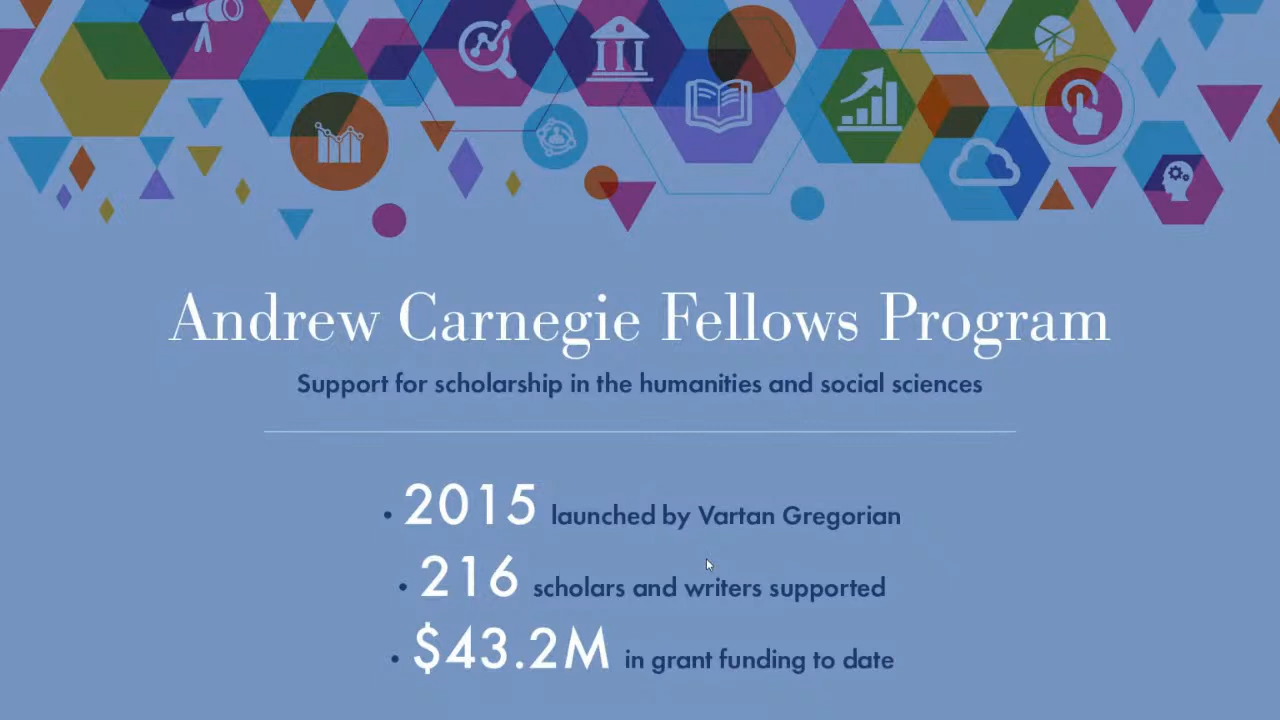 Andrew Carnegie Fellows Program
Support for scholarship in the humanities and social sciences
• 2015 launched by Vartan Gregorian
• 216 scholars and writers supported
• $43.2M in grant funding to date